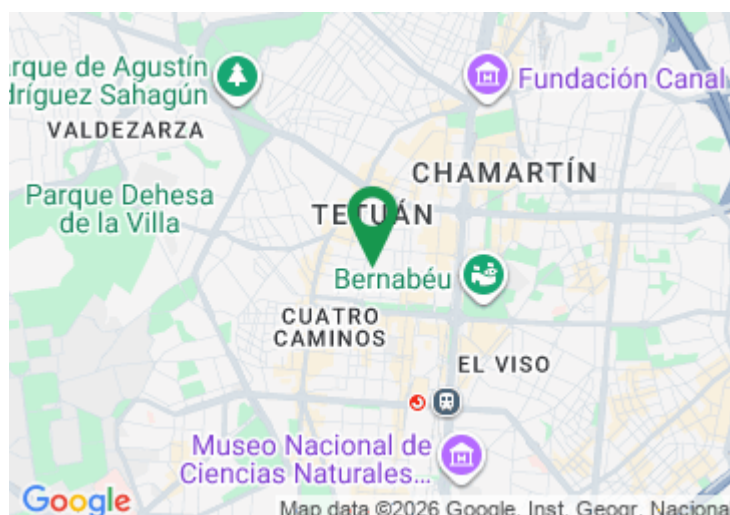 arque de Agustín
dríguez Sahagún
Fundación Canal
VALDEZARZA
CHAMARTÍN
Parque Dehesa
de la Villa
TETUÁN
Bernabéu
CUATRO
CAMINOS
EL VISO
Museo Nacional de
Ciencias Naturales...
Google
Map data ©2026 Google, Inst. Geogr. Naciona